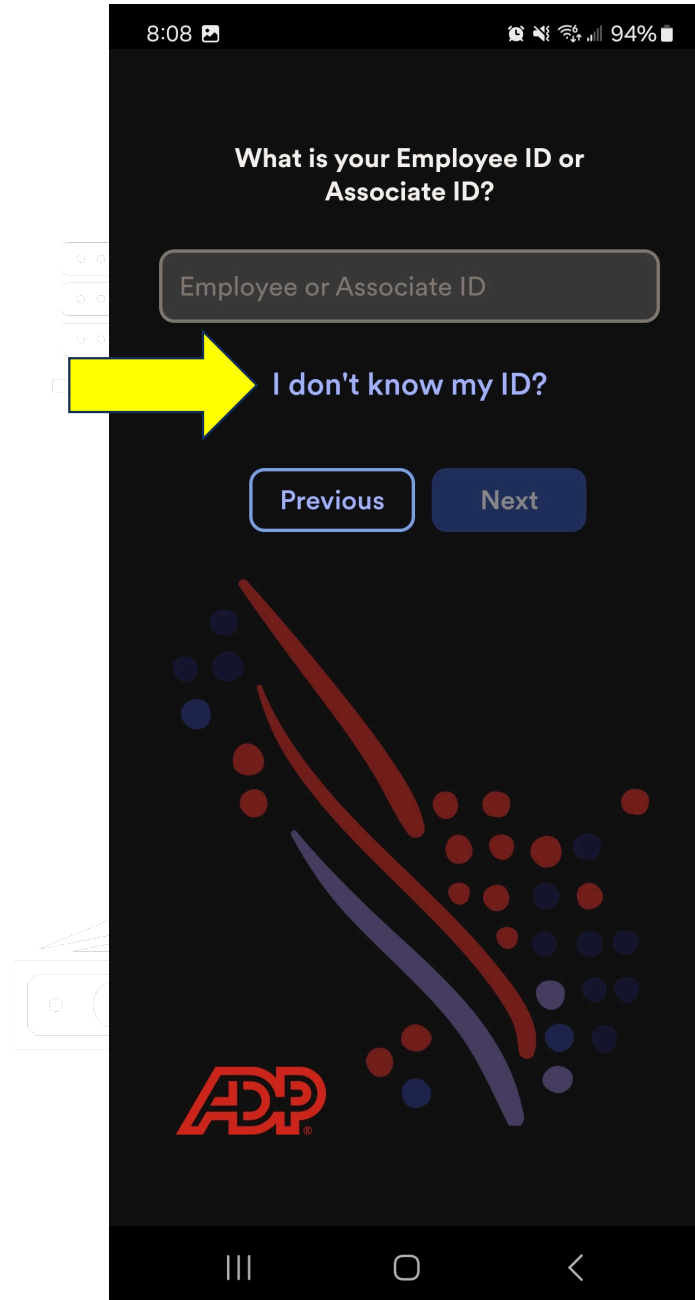 8:08 94%
What is your Employee ID or
Associate ID?
Employee or Associate ID
I don't know my ID?
Previous Next
ADP®